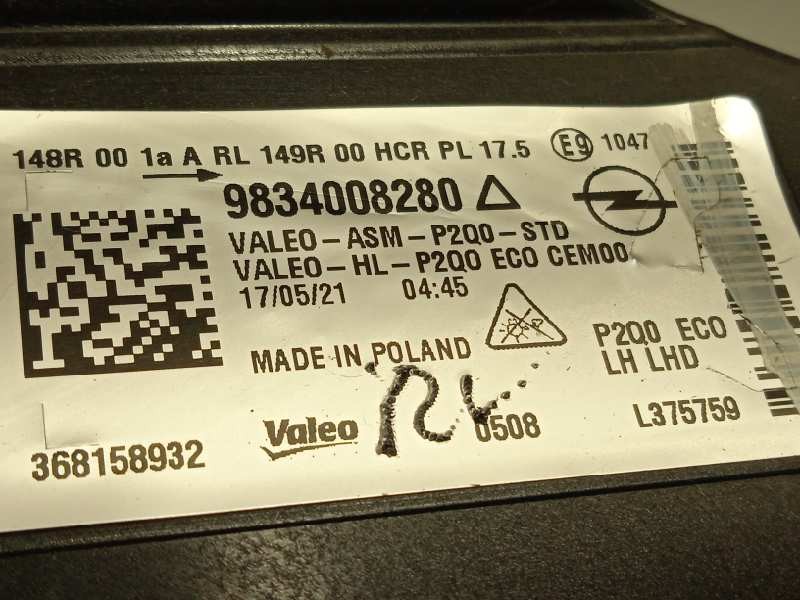 148R 00 1a A RL 149R 00 HCR PL 17.5 E9 1047
9834008280
VALEO-ASM-P2Q0-STD
VALEO-HL-P2Q0 ECO CEM00
17/05/21 04:45
MADE IN POLAND
P2Q0 ECO
LH LHD
Valeo
RL
0508
L375759
368158932